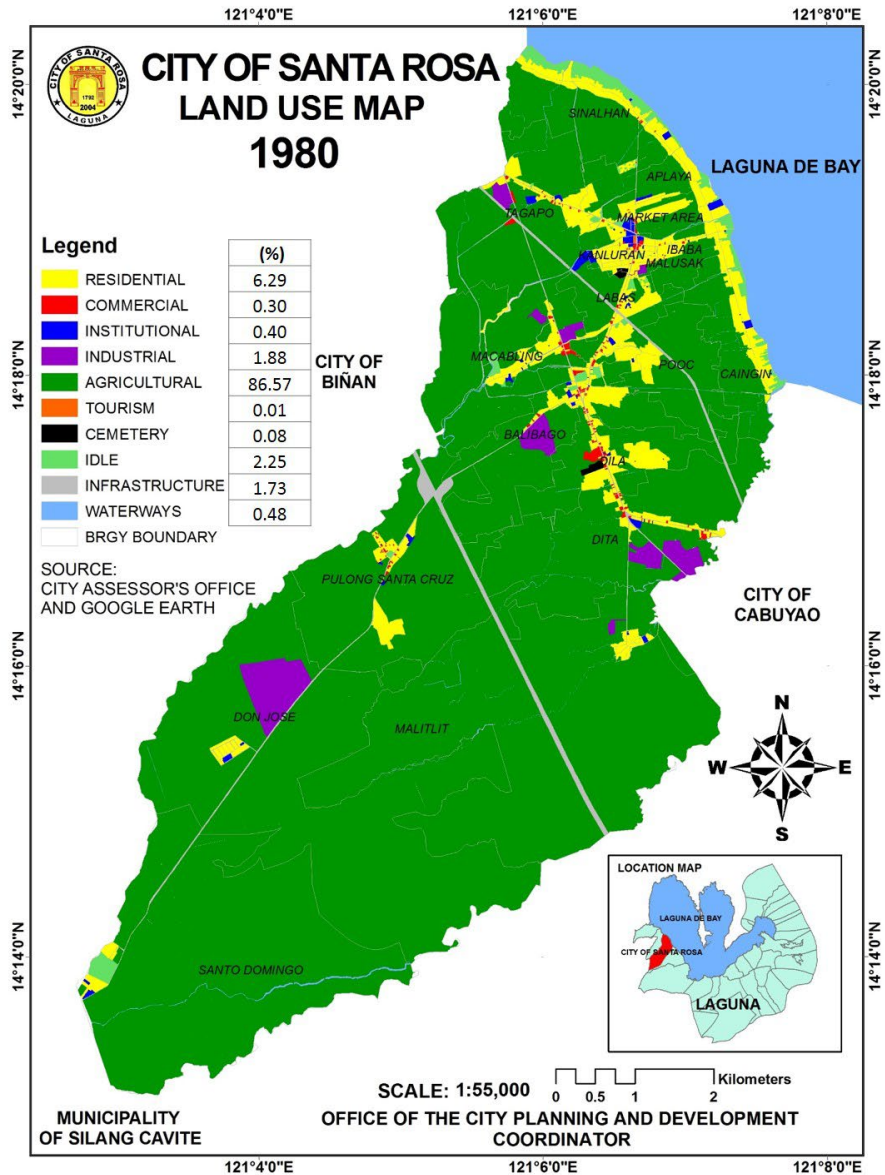 121°4'0"E
121°6'0"E
121°8'0"E
14°20'0"N
14°20'0"N
CITY OF SANTA ROSA
1792
2004
LAGUNA
CITY OF SANTA ROSA
LAND USE MAP
1980
SINALHAN
LAGUNA DE BAY
APLAYA
TAGAPO
MARKET AREA
IBABA
KANLURAN
MALUSAK
LABAS
Legend
(%)
RESIDENTIAL 6.29
COMMERCIAL 0.30
INSTITUTIONAL 0.40
INDUSTRIAL 1.88
AGRICULTURAL 86.57
TOURISM 0.01
CEMETERY 0.08
IDLE 2.25
INFRASTRUCTURE 1.73
WATERWAYS 0.48
BRGY BOUNDARY
SOURCE:
CITY ASSESSOR'S OFFICE
AND GOOGLE EARTH
CITY OF
BIÑAN
14°18'0"N
14°18'0"N
MACABLING
POOC
CAINGIN
BALIBAGO
DILA
DITA
PULONG SANTA CRUZ
CITY OF
CABUYAO
14°16'0"N
14°16'0"N
DON JOSE
MALITLIT
N
W
E
S
LOCATION MAP
LAGUNA DE BAY
CITY OF SANTA ROSA
LAGUNA
14°14'0"N
14°14'0"N
SANTO DOMINGO
SCALE: 1:55,000
Kilometers
0 0.5 1 2
MUNICIPALITY
OF SILANG CAVITE
OFFICE OF THE CITY PLANNING AND DEVELOPMENT
COORDINATOR
121°4'0"E
121°6'0"E
121°8'0"E